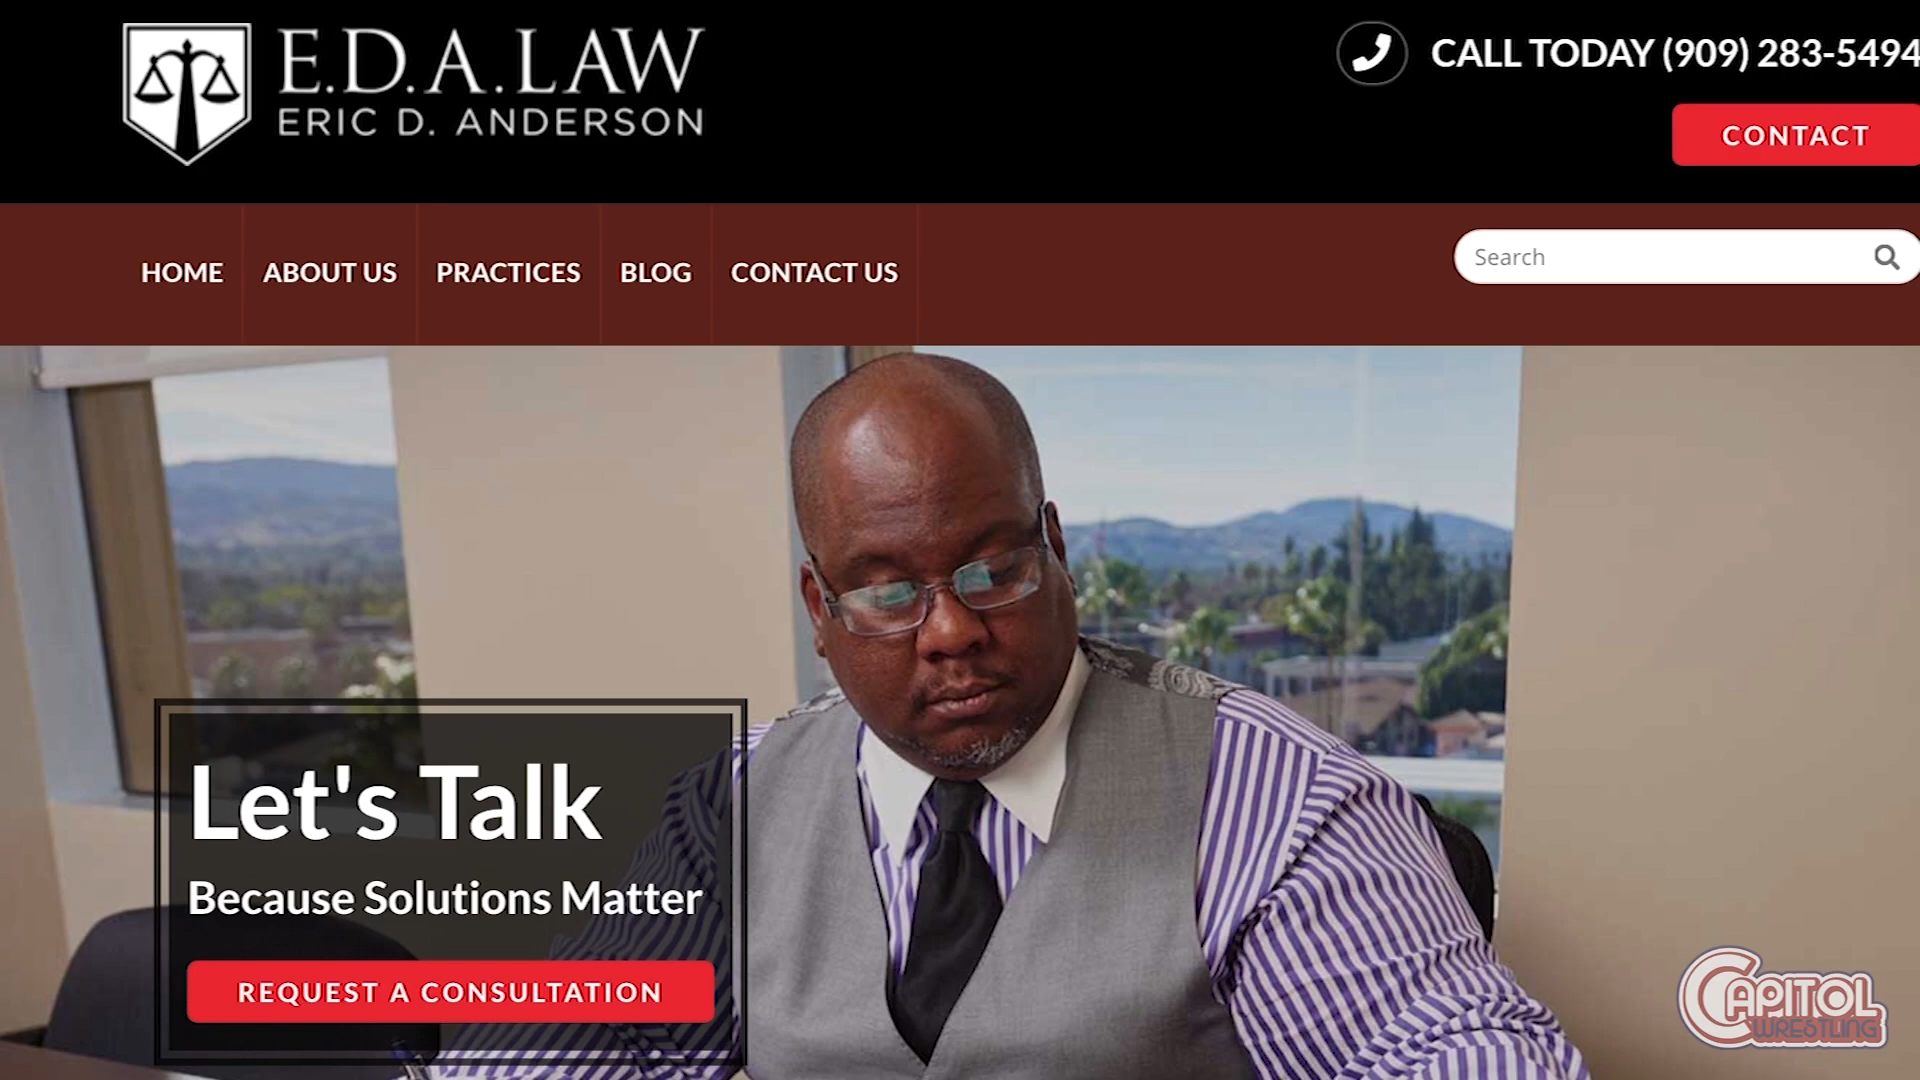 E.D.A.LAW
ERIC D. ANDERSON
CALL TODAY (909) 283-5494
CONTACT
HOME
ABOUT US
PRACTICES
BLOG
CONTACT US
Search
Let's Talk
Because Solutions Matter
REQUEST A CONSULTATION
CAPITOL
WRESTLING